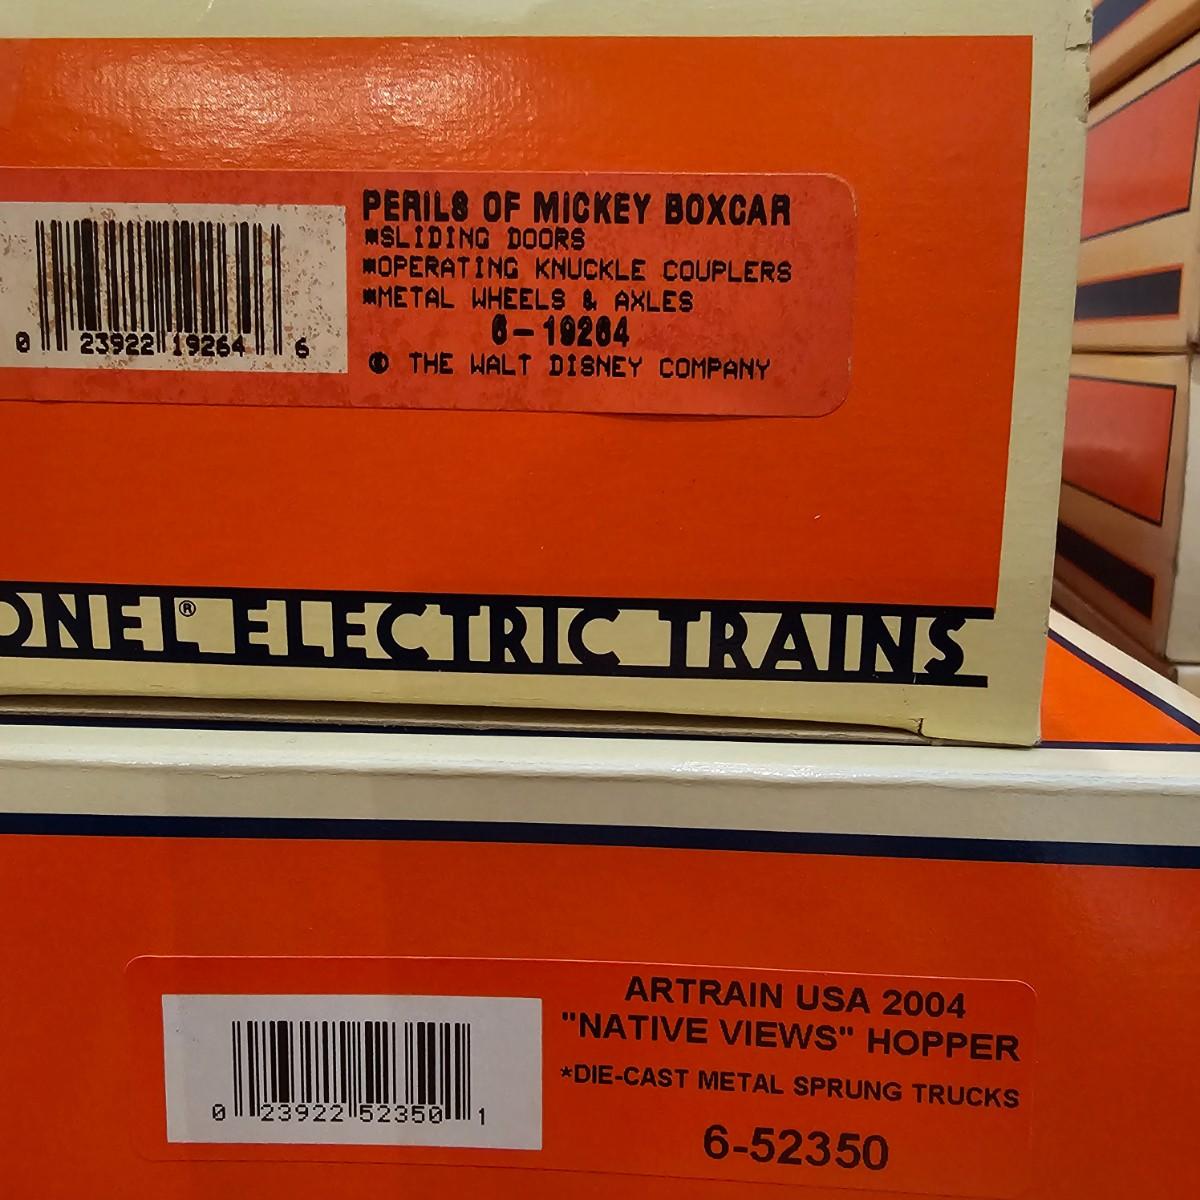 PERILS OF MICKEY BOXCAR
*SLIDING DOORS
*OPERATING KNUCKLE COUPLERS
*METAL WHEELS & AXLES
6-19264
© THE WALT DISNEY COMPANY
0 23922 19264 6
ONEL® ELECTRIC TRAINS
ARTRAIN USA 2004
"NATIVE VIEWS" HOPPER
*DIE-CAST METAL SPRUNG TRUCKS
6-52350
0 23922 52350 1